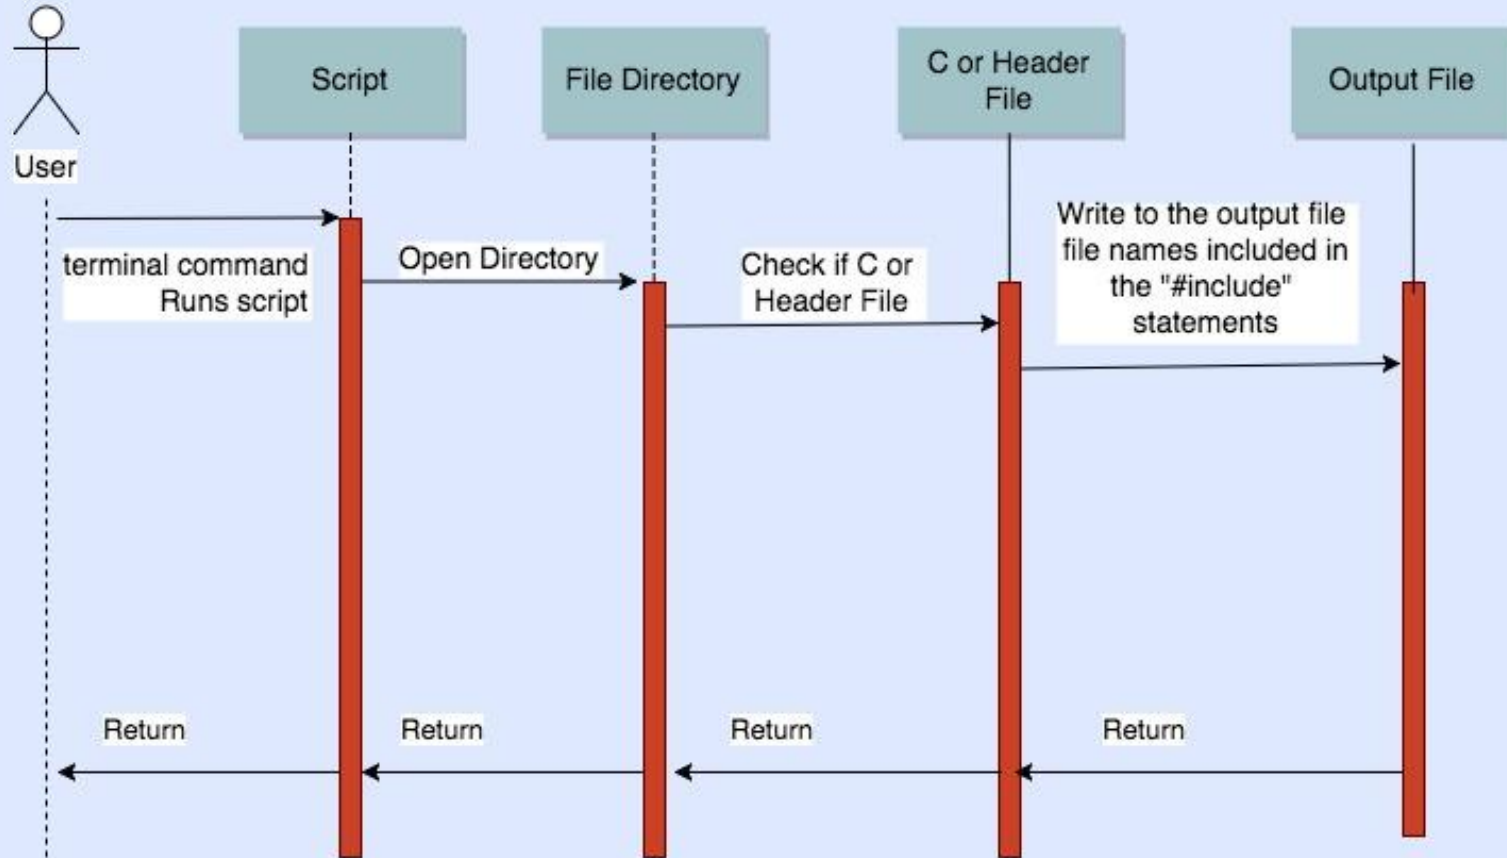 Script
File Directory
C or Header
File
Output File
User
terminal command
Runs script
Open Directory
Check if C or
Header File
Write to the output file
file names included in
the "#include"
statements
Return
Return
Return
Return